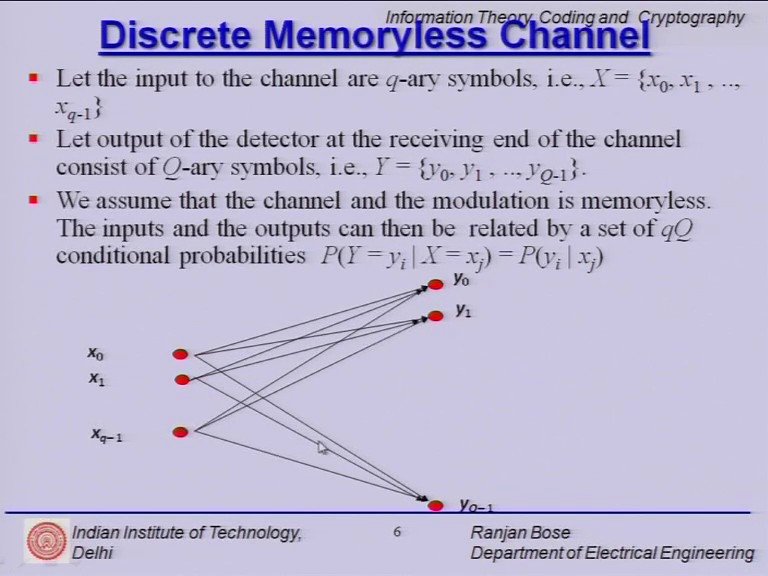 Information Theory, Coding and Cryptography
Discrete Memoryless Channel
Let the input to the channel are q-ary symbols, i.e., X = {x0, x1 , ..,
xq-1}
Let output of the detector at the receiving end of the channel
consist of Q-ary symbols, i.e., Y = {y0, y1 , .., yQ-1}.
We assume that the channel and the modulation is memoryless.
The inputs and the outputs can then be related by a set of qQ
conditional probabilities P(Y = yi | X = xj) = P(yi | xj)
y0
y1
x0
x1
xq−1
yQ−1
Indian Institute of Technology,
Delhi
6
Ranjan Bose
Department of Electrical Engineering